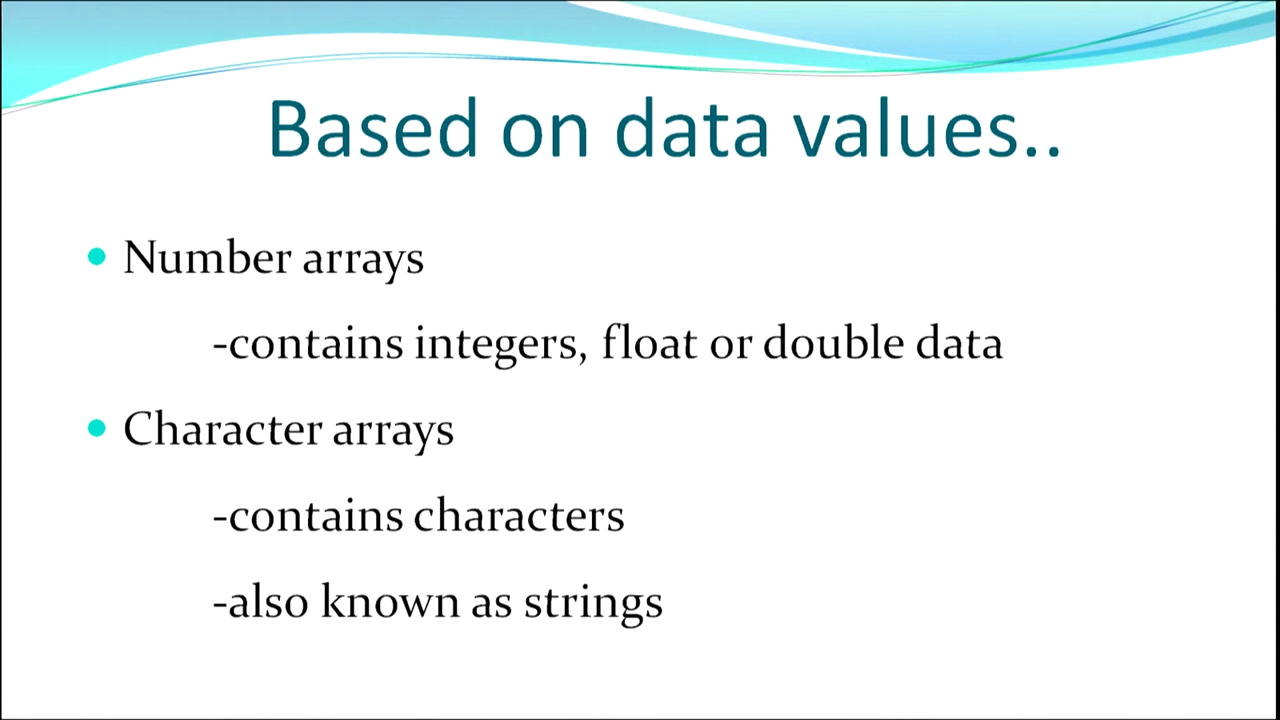 Based on data values..
Number arrays
-contains integers, float or double data
Character arrays
-contains characters
-also known as strings